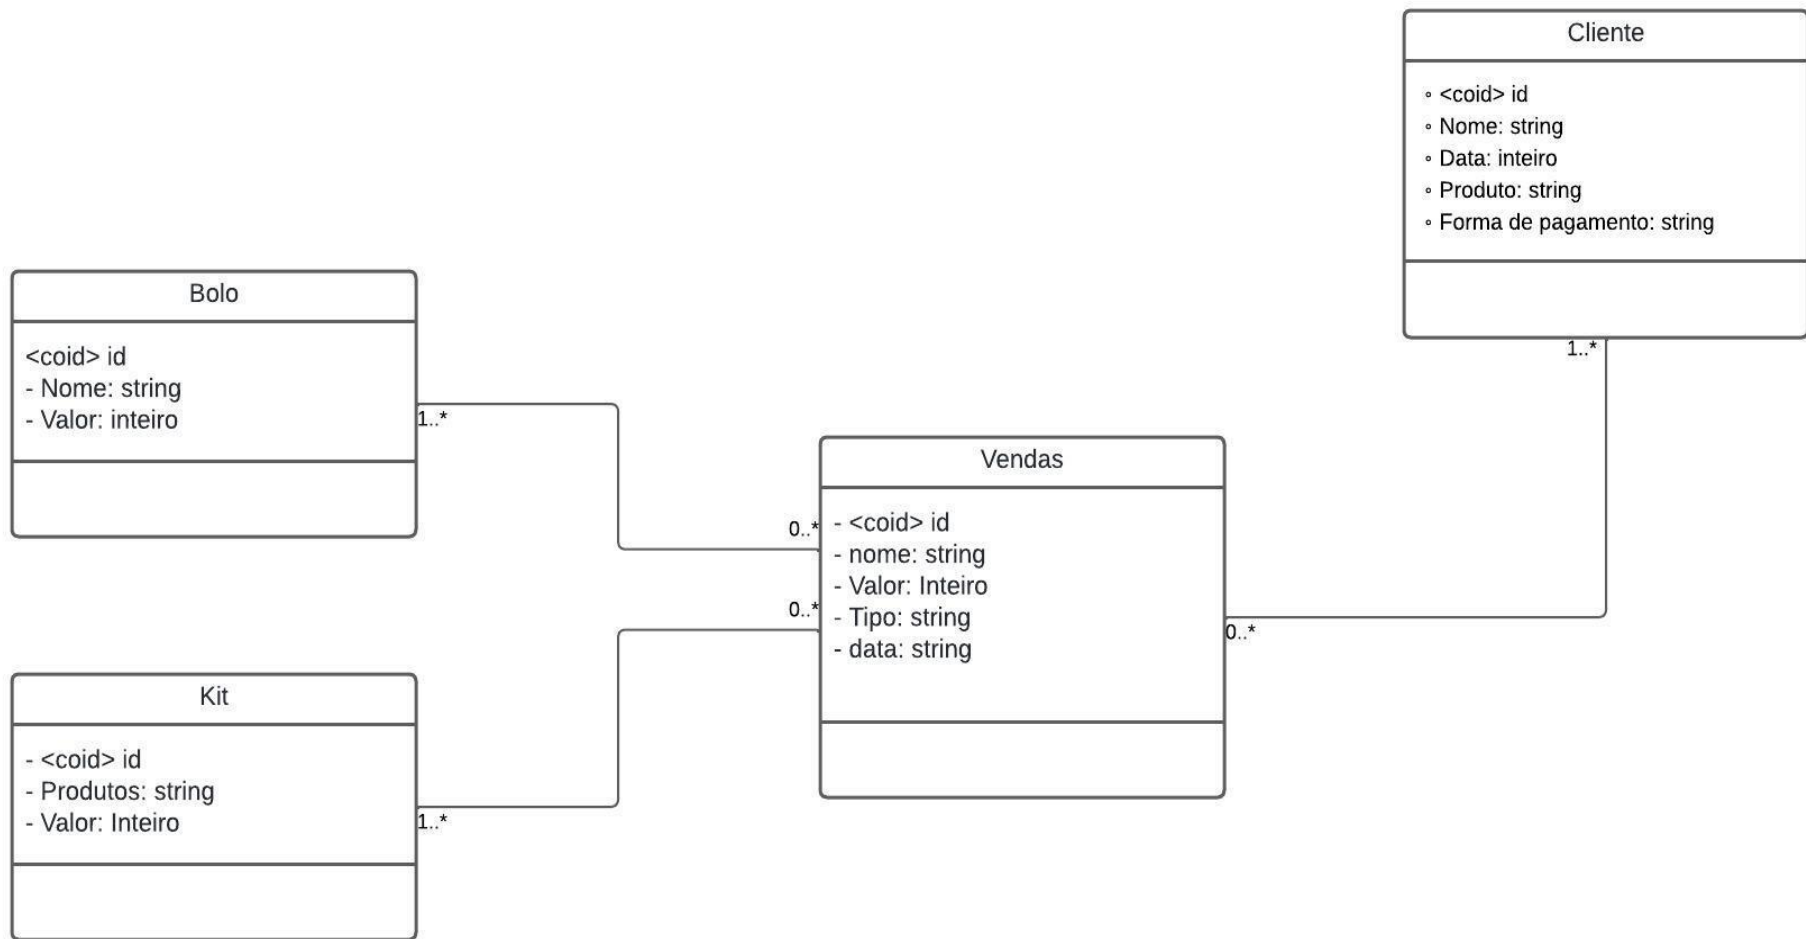 Cliente
◦ <coid> id
◦ Nome: string
◦ Data: inteiro
◦ Produto: string
◦ Forma de pagamento: string
1..*
Bolo
<coid> id
- Nome: string
- Valor: inteiro
1..*
Vendas
- <coid> id
- nome: string
- Valor: Inteiro
- Tipo: string
- data: string
0..*
0..*
0..*
Kit
- <coid> id
- Produtos: string
- Valor: Inteiro
1..*